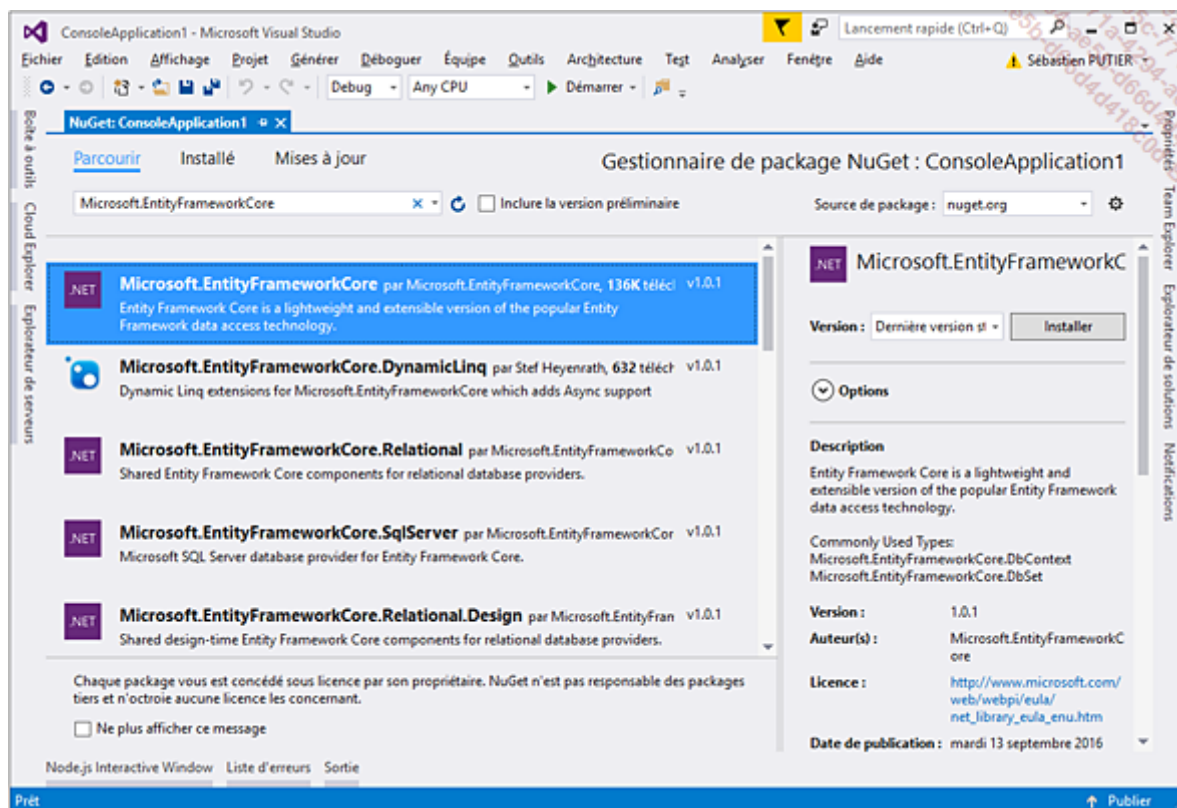 ConsoleApplication1 - Microsoft Visual Studio
Lancement rapide (Ctrl+Q)
Fichier Edition Affichage Projet Générer Déboguer Équipe Outils Architecture Test Analyser Fenêtre Aide
Sébastien PUTIER
Debug Any CPU Démarrer
Boîte à outils
Cloud Explorer
Explorateur de serveurs
NuGet: ConsoleApplication1
Parcourir Installé Mises à jour
Gestionnaire de package NuGet : ConsoleApplication1
Microsoft.EntityFrameworkCore
Inclure la version préliminaire
Source de package : nuget.org
.NET
Microsoft.EntityFrameworkCore par Microsoft.EntityFrameworkCore, 136K téléc v1.0.1
Entity Framework Core is a lightweight and extensible version of the popular Entity
Framework data access technology.
Microsoft.EntityFrameworkCore.DynamicLinq par Stef Heyenrath, 632 téléch v1.0.1
Dynamic Linq extensions for Microsoft.EntityFrameworkCore which adds Async support
.NET
Microsoft.EntityFrameworkCore.Relational par Microsoft.EntityFrameworkCo v1.0.1
Shared Entity Framework Core components for relational database providers.
.NET
Microsoft.EntityFrameworkCore.SqlServer par Microsoft.EntityFrameworkCor v1.0.1
Microsoft SQL Server database provider for Entity Framework Core.
.NET
Microsoft.EntityFrameworkCore.Relational.Design par Microsoft.EntityFran v1.0.1
Shared design-time Entity Framework Core components for relational database providers.
Chaque package vous est concédé sous licence par son propriétaire. NuGet n'est pas responsable des packages
tiers et n'octroie aucune licence les concernant.
Ne plus afficher ce message
.NET
Microsoft.EntityFrameworkC
Version : Dernière version st Installer
Options
Description
Entity Framework Core is a lightweight and
extensible version of the popular Entity Framework
data access technology.
Commonly Used Types:
Microsoft.EntityFrameworkCore.DbContext
Microsoft.EntityFrameworkCore.DbSet
Version : 1.0.1
Auteur(s) : Microsoft.EntityFrameworkC
ore
Licence : http://www.microsoft.com/
web/webpi/eula/
net_library_eula_enu.htm
Date de publication : mardi 13 septembre 2016
Propriétés
Team Explorer
Explorateur de solutions
Notifications
Node.js Interactive Window Liste d'erreurs Sortie
Prêt
Publier